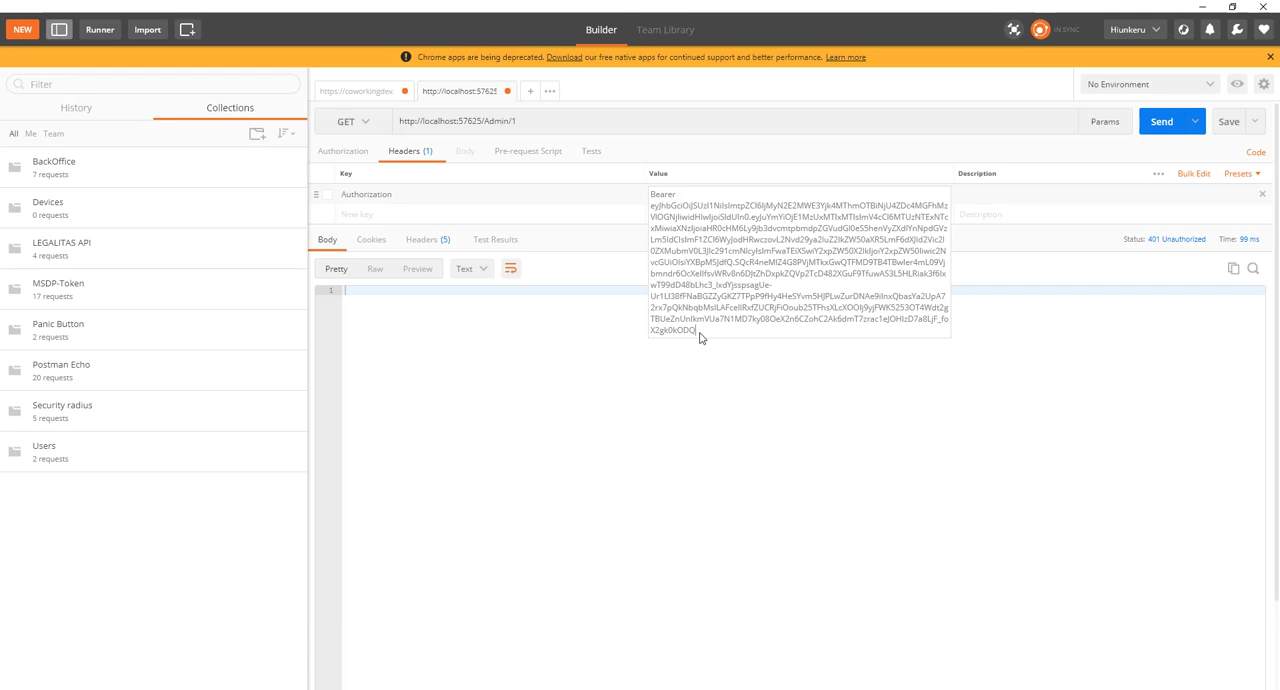 NEW
Runner
Import
Builder
Team Library
IN SYNC
Hiunkeru
Chrome apps are being deprecated. Download our free native apps for continued support and better performance. Learn more
Filter
History
Collections
All Me Team
BackOffice
7 requests
Devices
0 requests
LEGALITAS API
4 requests
MSDP-Token
17 requests
Panic Button
2 requests
Postman Echo
20 requests
Security radius
5 requests
Users
2 requests
https://coworkingdev.
http://localhost:57625
No Environment
GET
http://localhost:57625/Admin/1
Params
Send
Save
Authorization
Headers (1)
Body
Pre-request Script
Tests
Code
Key
Value
Description
Bulk Edit
Presets
Authorization
Bearer
New key
Description
Body
Cookies
Headers (5)
Test Results
Status: 401 Unauthorized
Time: 99 ms
Pretty
Raw
Preview
Text
1